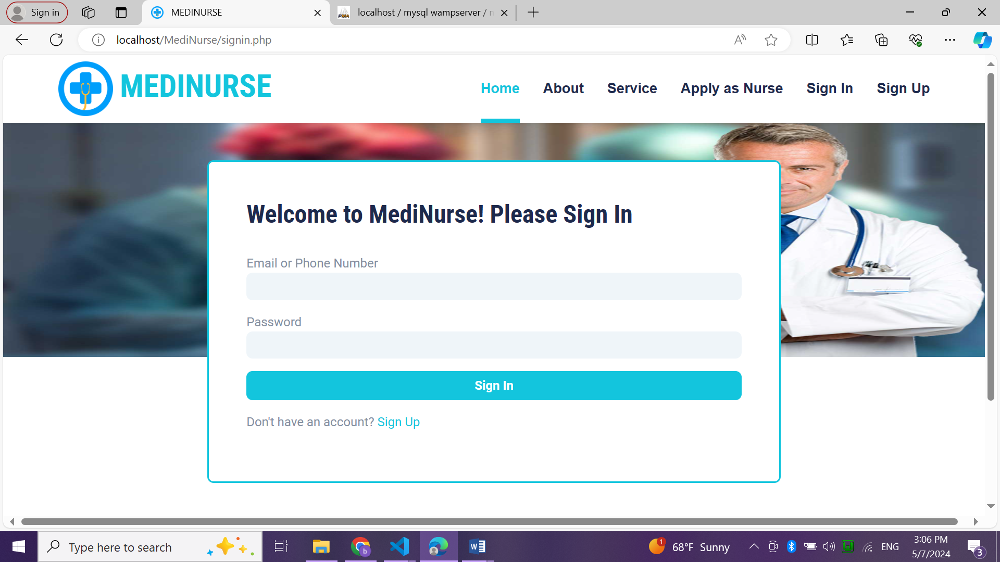 Sign in
MEDINURSE
localhost / mysql wampserver /
localhost/MediNurse/signin.php
MEDINURSE
Home
About
Service
Apply as Nurse
Sign In
Sign Up
Welcome to MediNurse! Please Sign In
Email or Phone Number
Password
Sign In
Don't have an account? Sign Up
Type here to search
1
68°F Sunny
ENG
3:06 PM
5/7/2024
3